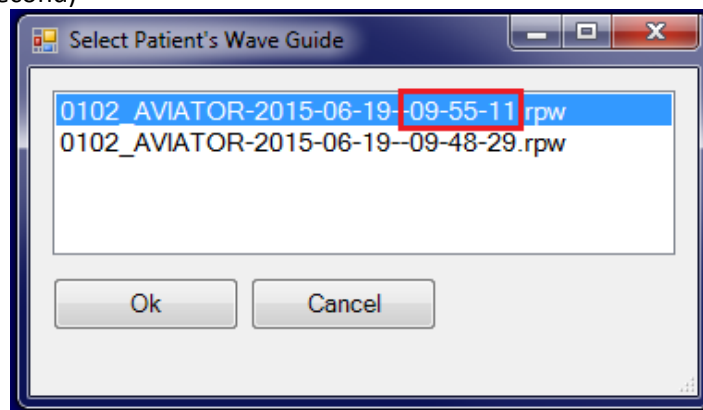 second)
Select Patient's Wave Guide
0102_AVIATOR-2015-06-19--09-55-11.rpw
0102_AVIATOR-2015-06-19--09-48-29.rpw
Ok Cancel